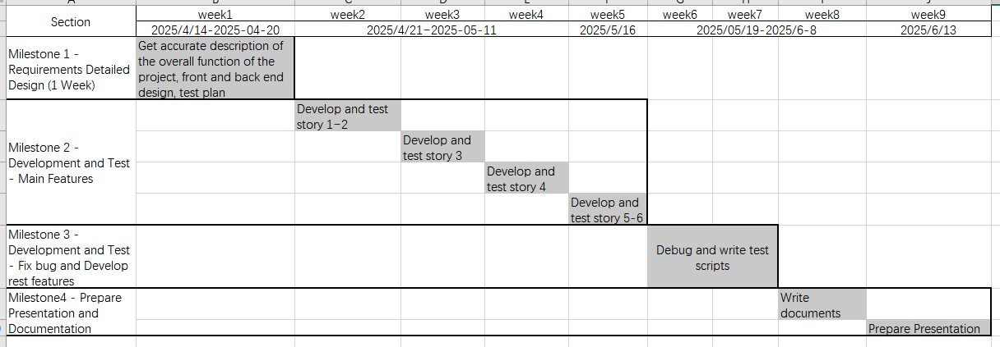 Section
week1
week2
week3
week4
week5
week6
week7
week8
week9
2025/4/14-2025-04-20
2025/4/21-2025-05-11
2025/5/16
2025/05/19-2025/6-8
2025/6/13
Milestone 1 -
Requirements Detailed
Design (1 Week)
Get accurate description of
the overall function of the
project, front and back end
design, test plan
Milestone 2 -
Development and Test
- Main Features
Develop and test
story 1-2
Develop and
test story 3
Develop and
test story 4
Develop and
test story 5-6
Milestone 3 -
Development and Test
- Fix bug and Develop
rest features
Debug and write test
scripts
Milestone4 - Prepare
Presentation and
Documentation
Write
documents
Prepare Presentation